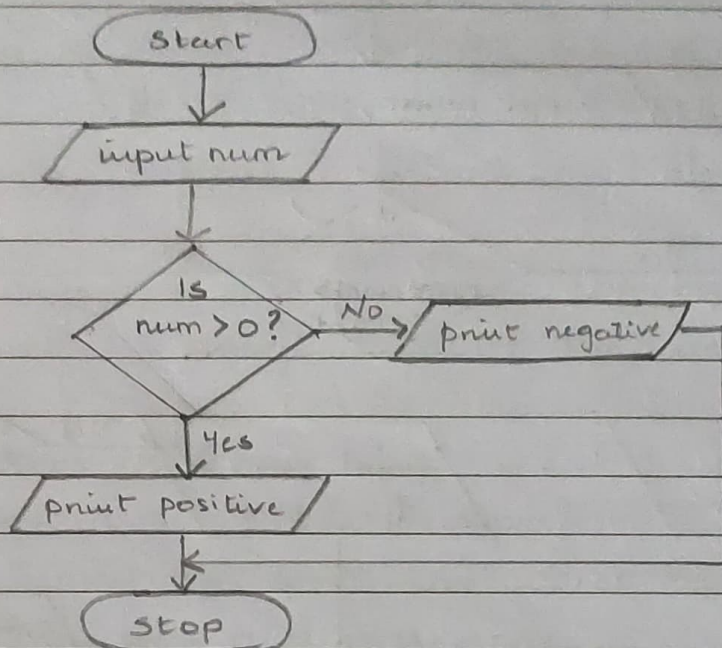 Start
input num
Is
num > 0?
No
print negative
Yes
print positive
stop